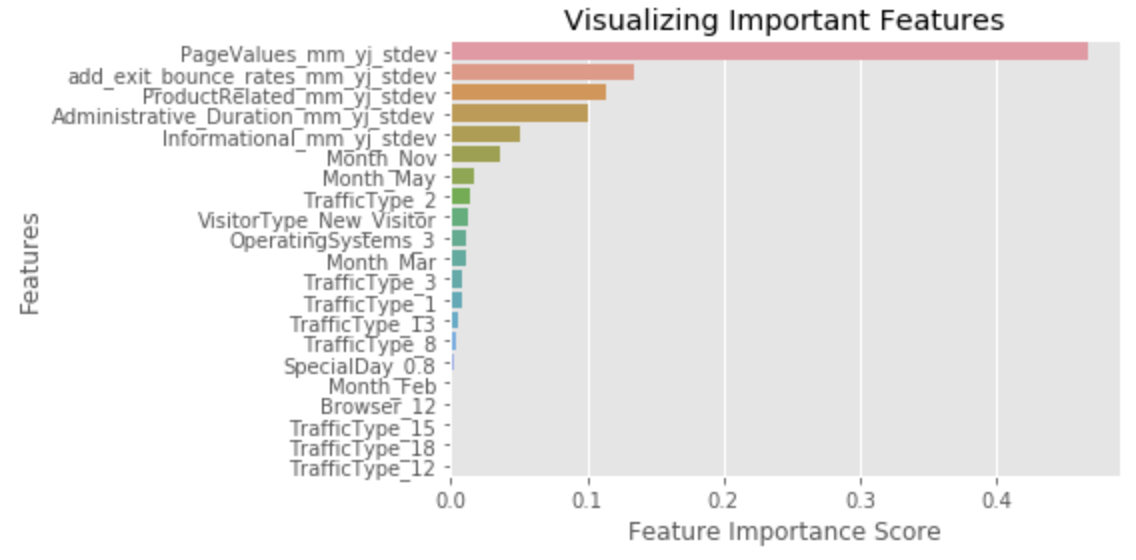 Visualizing Important Features
PageValues_mm_yj_stdev
add_exit_bounce_rates_mm_yj_stdev
ProductRelated_mm_yj_stdev
Administrative_Duration_mm_yj_stdev
Informational_mm_yj_stdev
Month_Nov
Month_May
TrafficType_2
VisitorType_New_Visitor
OperatingSystems_3
Month_Mar
TrafficType_3
TrafficType_1
TrafficType_13
TrafficType_8
SpecialDay_0.8
Month_Feb
Browser_12
TrafficType_15
TrafficType_18
TrafficType_12
Features
0.0 0.1 0.2 0.3 0.4
Feature Importance Score